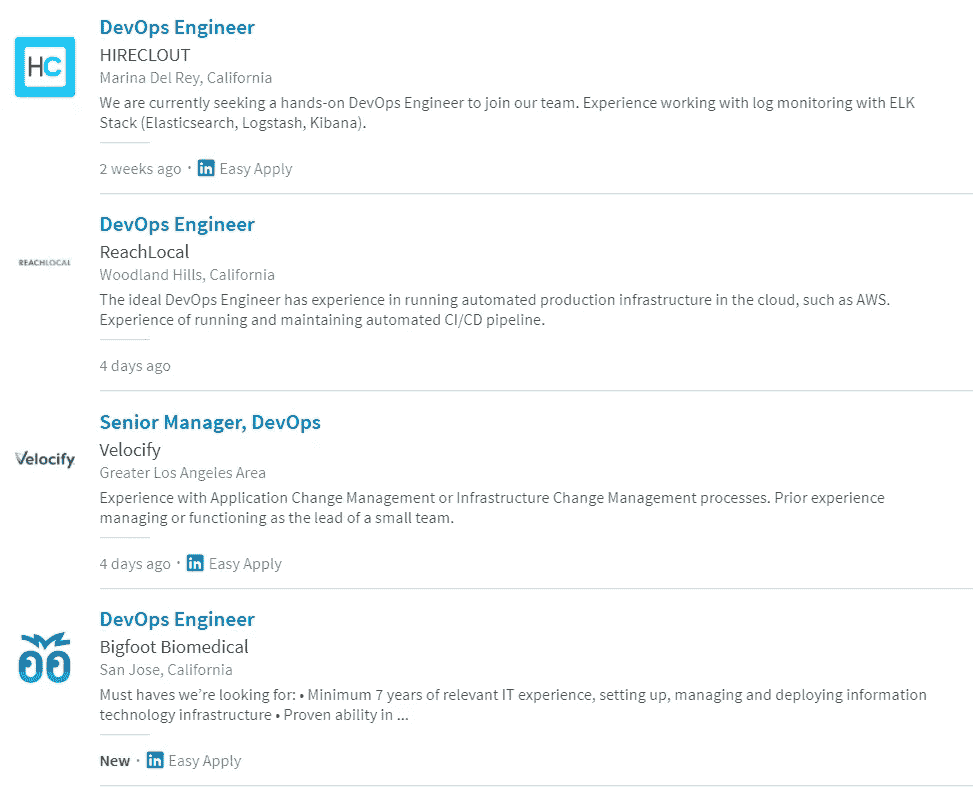 DevOps Engineer
HC
HIRECLOUT
Marina Del Rey, California
We are currently seeking a hands-on DevOps Engineer to join our team. Experience working with log monitoring with ELK
Stack (Elasticsearch, Logstash, Kibana).
2 weeks ago · in Easy Apply
DevOps Engineer
ReachLocal
REACHLOCAL
Woodland Hills, California
The ideal DevOps Engineer has experience in running automated production infrastructure in the cloud, such as AWS.
Experience of running and maintaining automated CI/CD pipeline.
4 days ago
Senior Manager, DevOps
Velocify
Velocify
Greater Los Angeles Area
Experience with Application Change Management or Infrastructure Change Management processes. Prior experience
managing or functioning as the lead of a small team.
4 days ago · in Easy Apply
DevOps Engineer
Bigfoot Biomedical
San Jose, California
Must haves we’re looking for: • Minimum 7 years of relevant IT experience, setting up, managing and deploying information
technology infrastructure • Proven ability in ...
New · in Easy Apply